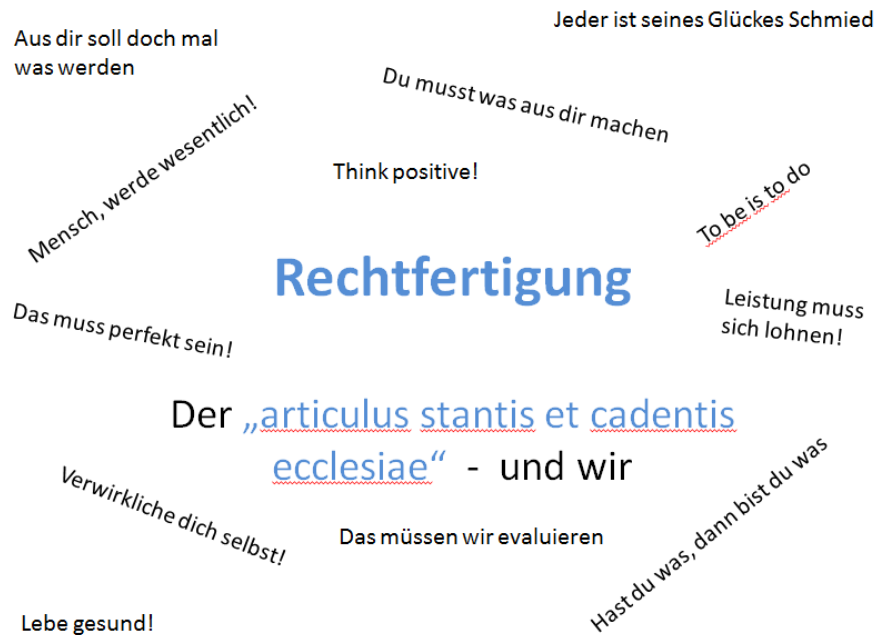 Jeder ist seines Glückes Schmied
Aus dir soll doch mal
was werden
Du musst was aus dir machen
Mensch, werde wesentlich!
Think positive!
To be is to do
Rechtfertigung
Leistung muss
sich lohnen!
Das muss perfekt sein!
Der „articulus stantis et cadentis
ecclesiae“ - und wir
Verwirkliche dich selbst!
Das müssen wir evaluieren
Hast du was, dann bist du was
Lebe gesund!